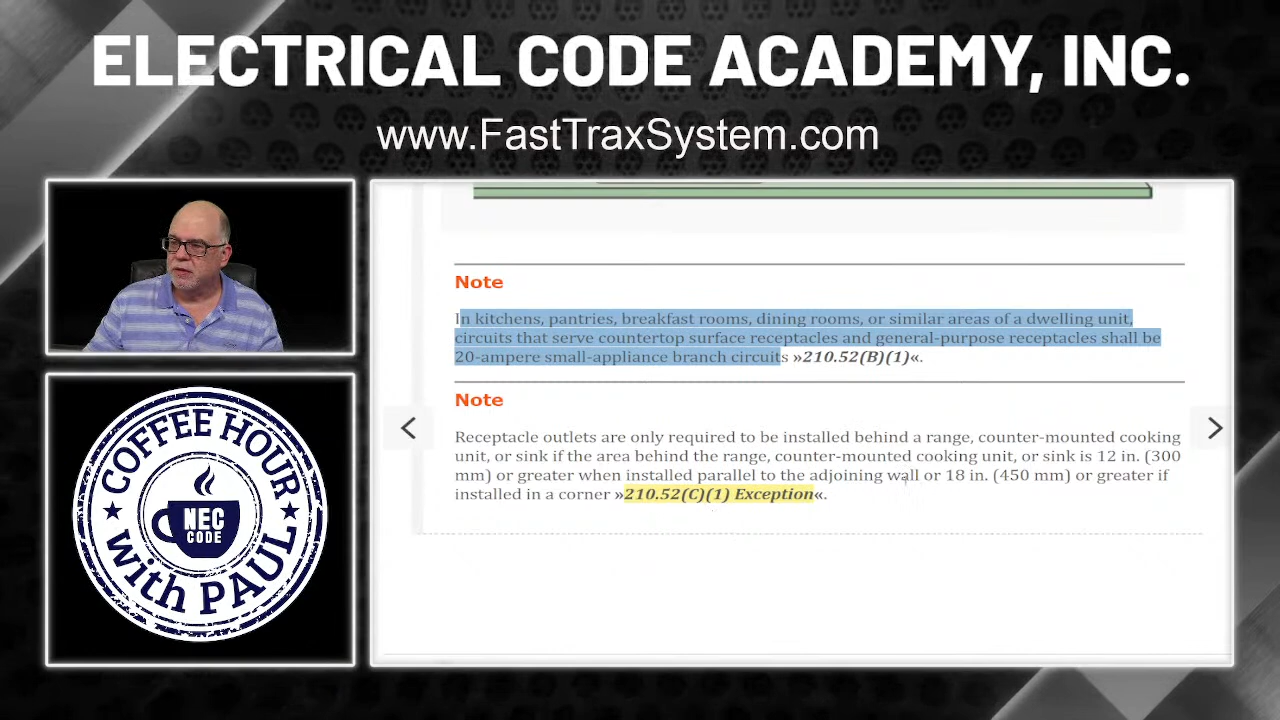 ELECTRICAL CODE ACADEMY, INC.
www.FastTraxSystem.com
Note
In kitchens, pantries, breakfast rooms, dining rooms, or similar areas of a dwelling unit,
circuits that serve countertop surface receptacles and general-purpose receptacles shall be
20-ampere small-appliance branch circuits »210.52(B)(1)«.
Note
Receptacle outlets are only required to be installed behind a range, counter-mounted cooking
unit, or sink if the area behind the range, counter-mounted cooking unit, or sink is 12 in. (300
mm) or greater when installed parallel to the adjoining wall or 18 in. (450 mm) or greater if
installed in a corner »210.52(C)(1) Exception«.
COFFEE HOUR
NEC
CODE
with PAUL